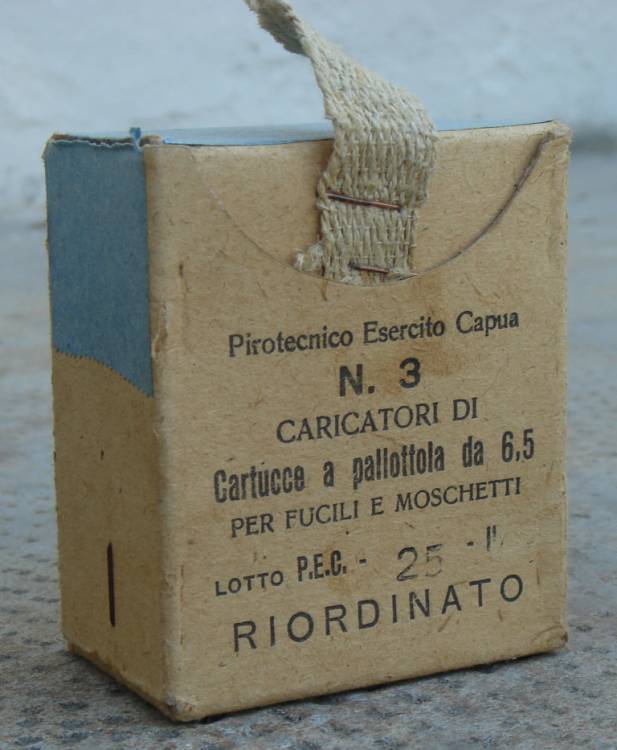 Pirotecnico Esercito Capua
N. 3
CARICATORI DI
Cartucce a pallottola da 6,5
PER FUCILI E MOSCHETTI
LOTTO P.E.C. - 25 -
RIORDINATO